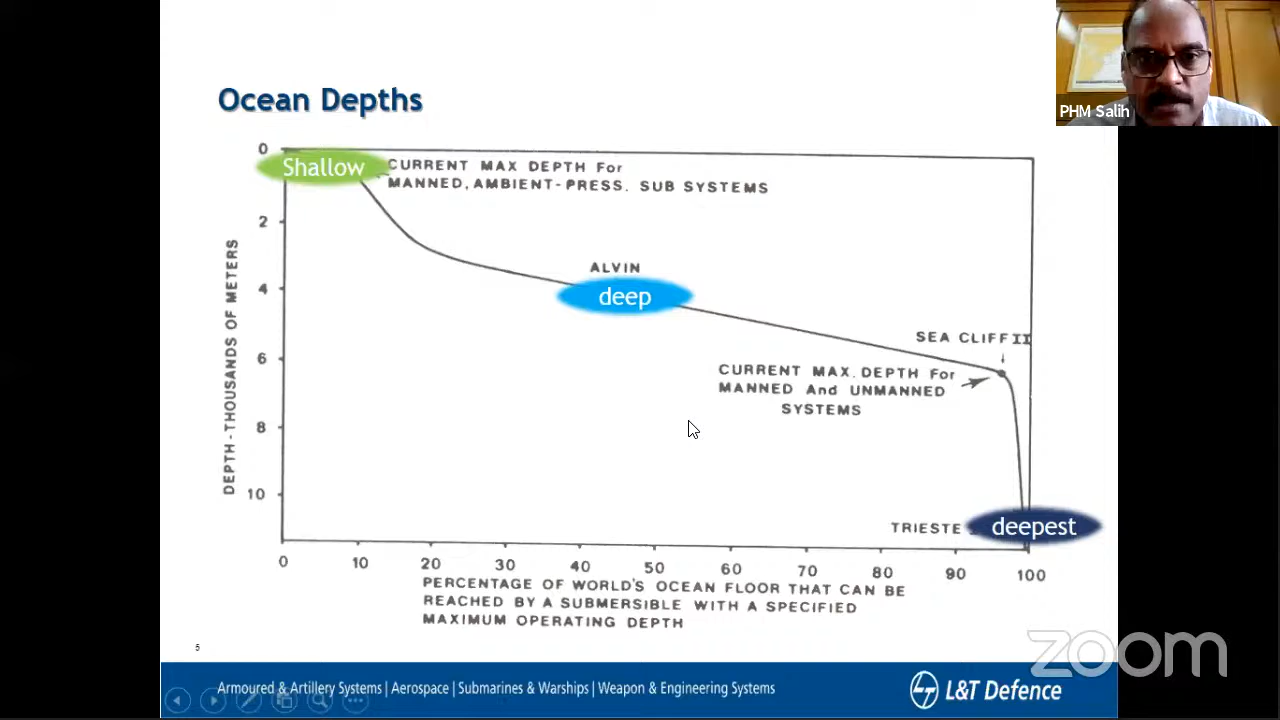 PHM Salih
Ocean Depths
0
Shallow
CURRENT MAX DEPTH For
MANNED, AMBIENT-PRESS. SUB SYSTEMS
2
ALVIN
4
deep
SEA CLIFF II
6
CURRENT MAX. DEPTH For
MANNED And UNMANNED
SYSTEMS
8
10
TRIESTE
deepest
DEPTH-THOUSANDS OF METERS
0 10 20 30 40 50 60 70 80 90 100
PERCENTAGE OF WORLD'S OCEAN FLOOR THAT CAN BE
REACHED BY A SUBMERSIBLE WITH A SPECIFIED
MAXIMUM OPERATING DEPTH
5
zoom
Armoured & Artillery Systems | Aerospace | Submarines & Warships | Weapon & Engineering Systems
L&T Defence